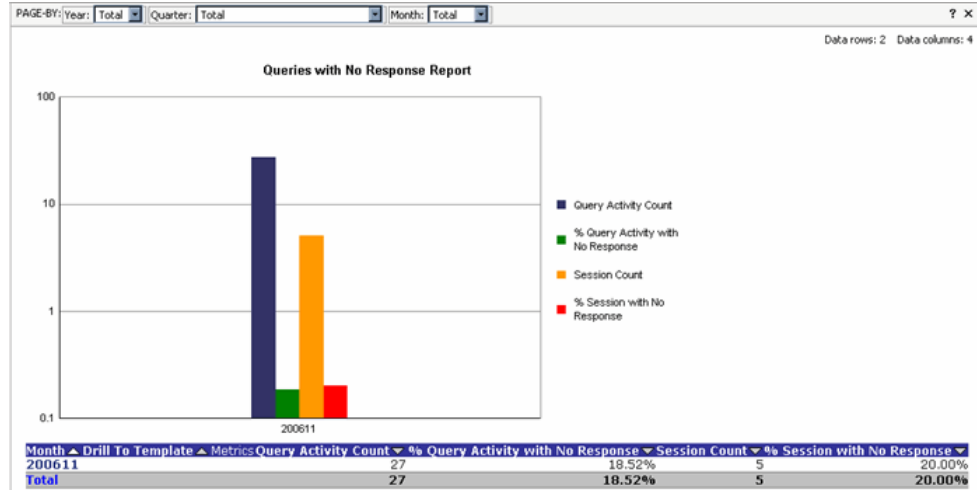 PAGE-BY: Year: Total Quarter: Total Month: Total ? ×
Data rows: 2 Data columns: 4
Queries with No Response Report
100
10
1
0.1
200611
Query Activity Count
% Query Activity with
No Response
Session Count
% Session with No
Response
Month Drill To Template Metrics Query Activity Count % Query Activity with No Response Session Count % Session with No Response
200611 27 18.52% 5 20.00%
Total 27 18.52% 5 20.00%